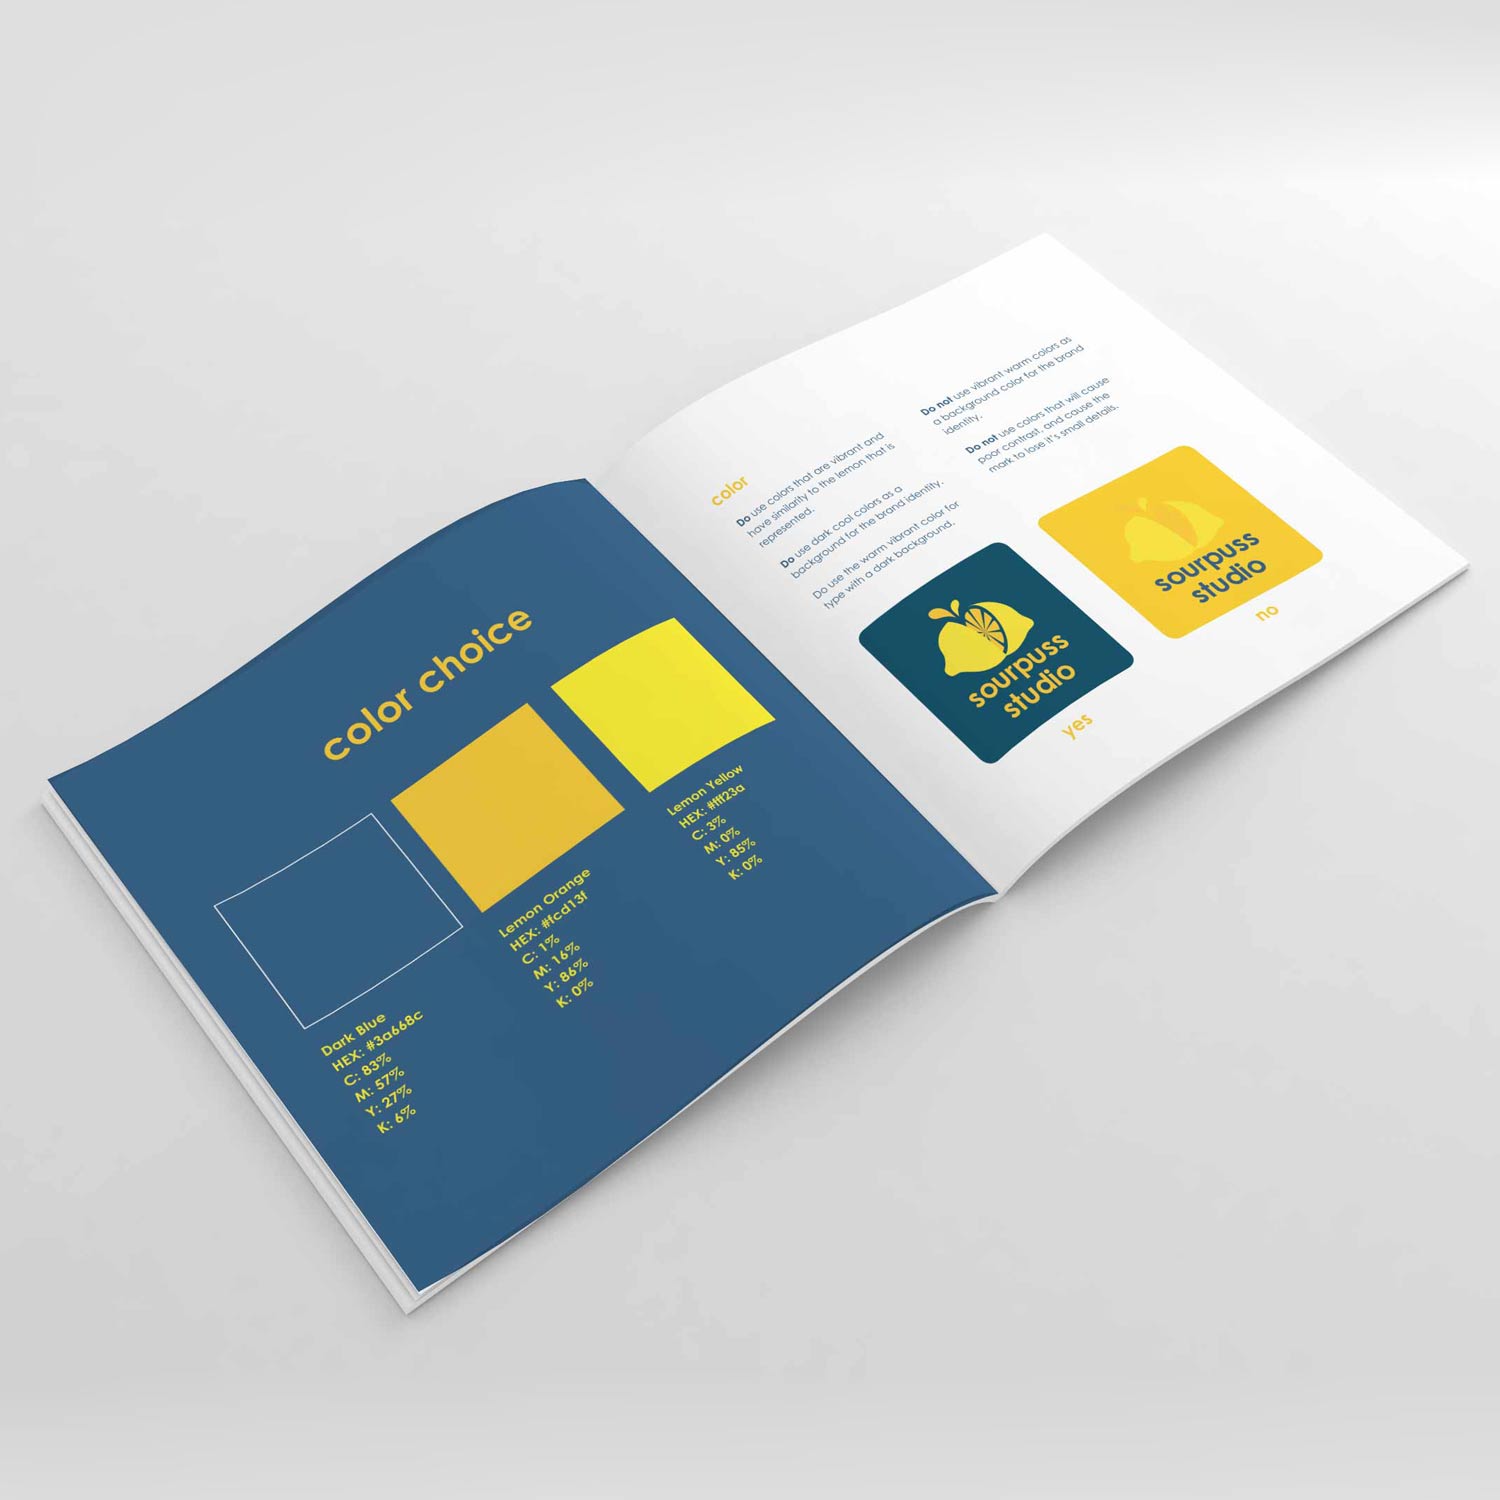 color choice
Dark Blue
HEX: #3a668c
C: 83%
M: 57%
Y: 27%
K: 6%
Lemon Orange
HEX: #fcd13f
C: 1%
M: 16%
Y: 86%
K: 0%
Lemon Yellow
HEX: #fff23a
C: 3%
M: 0%
Y: 85%
K: 0%
color
Do use colors that are vibrant and
have similarity to the lemon that is
represented.
Do use dark cool colors as a
background for the brand identity.
Do use the warm vibrant color for
type with a dark background.
Do not use vibrant warm colors as
a background color for the brand
identity.
Do not use colors that will cause
poor contrast, and cause the
mark to lose it's small details.
sourpuss
studio
yes
sourpuss
studio
no